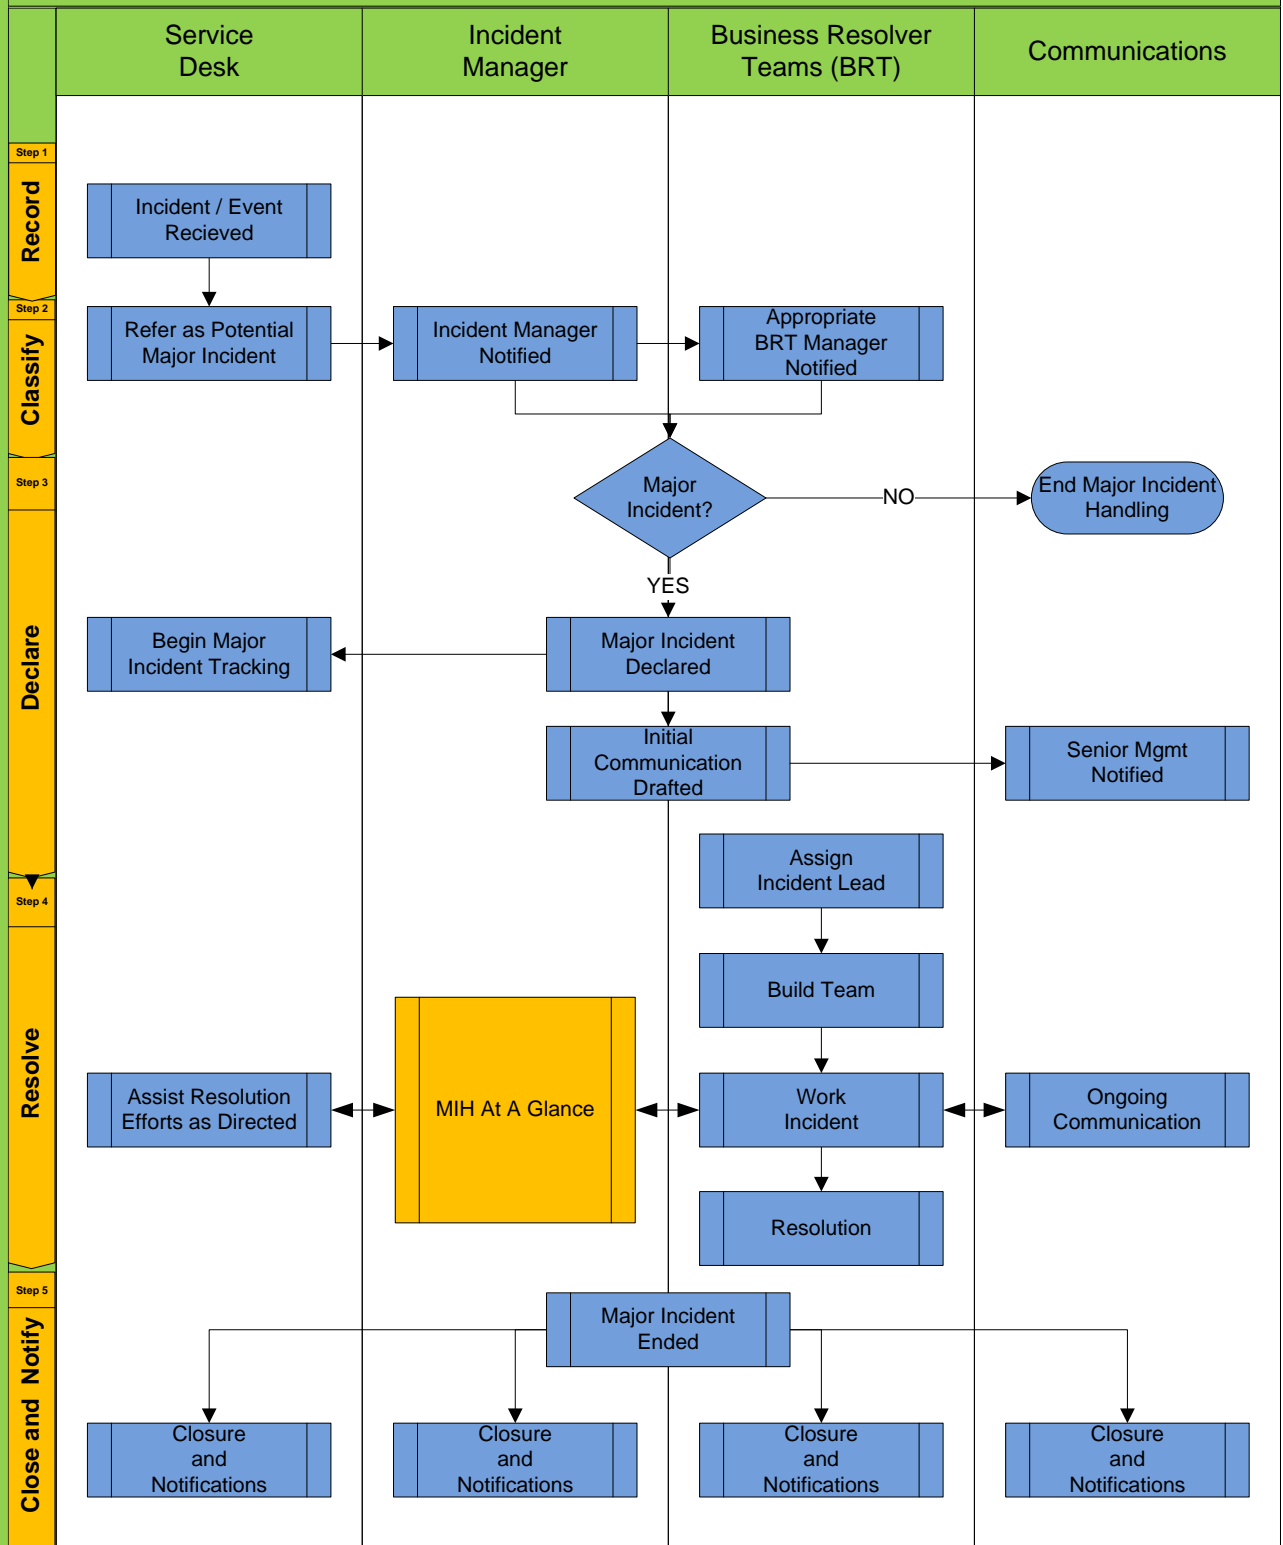 Service
Desk
Incident
Manager
Business Resolver
Teams (BRT)
Communications
Step 1
Record
Incident / Event
Recieved
Step 2
Classify
Refer as Potential
Major Incident
Incident Manager
Notified
Appropriate
BRT Manager
Notified
Step 3
Declare
Major
Incident?
NO
End Major Incident
Handling
YES
Begin Major
Incident Tracking
Major Incident
Declared
Initial
Communication
Drafted
Senior Mgmt
Notified
Step 4
Resolve
Assign
Incident Lead
Build Team
Assist Resolution
Efforts as Directed
MIH At A Glance
Work
Incident
Ongoing
Communication
Resolution
Step 5
Close and Notify
Major Incident
Ended
Closure
and
Notifications
Closure
and
Notifications
Closure
and
Notifications
Closure
and
Notifications